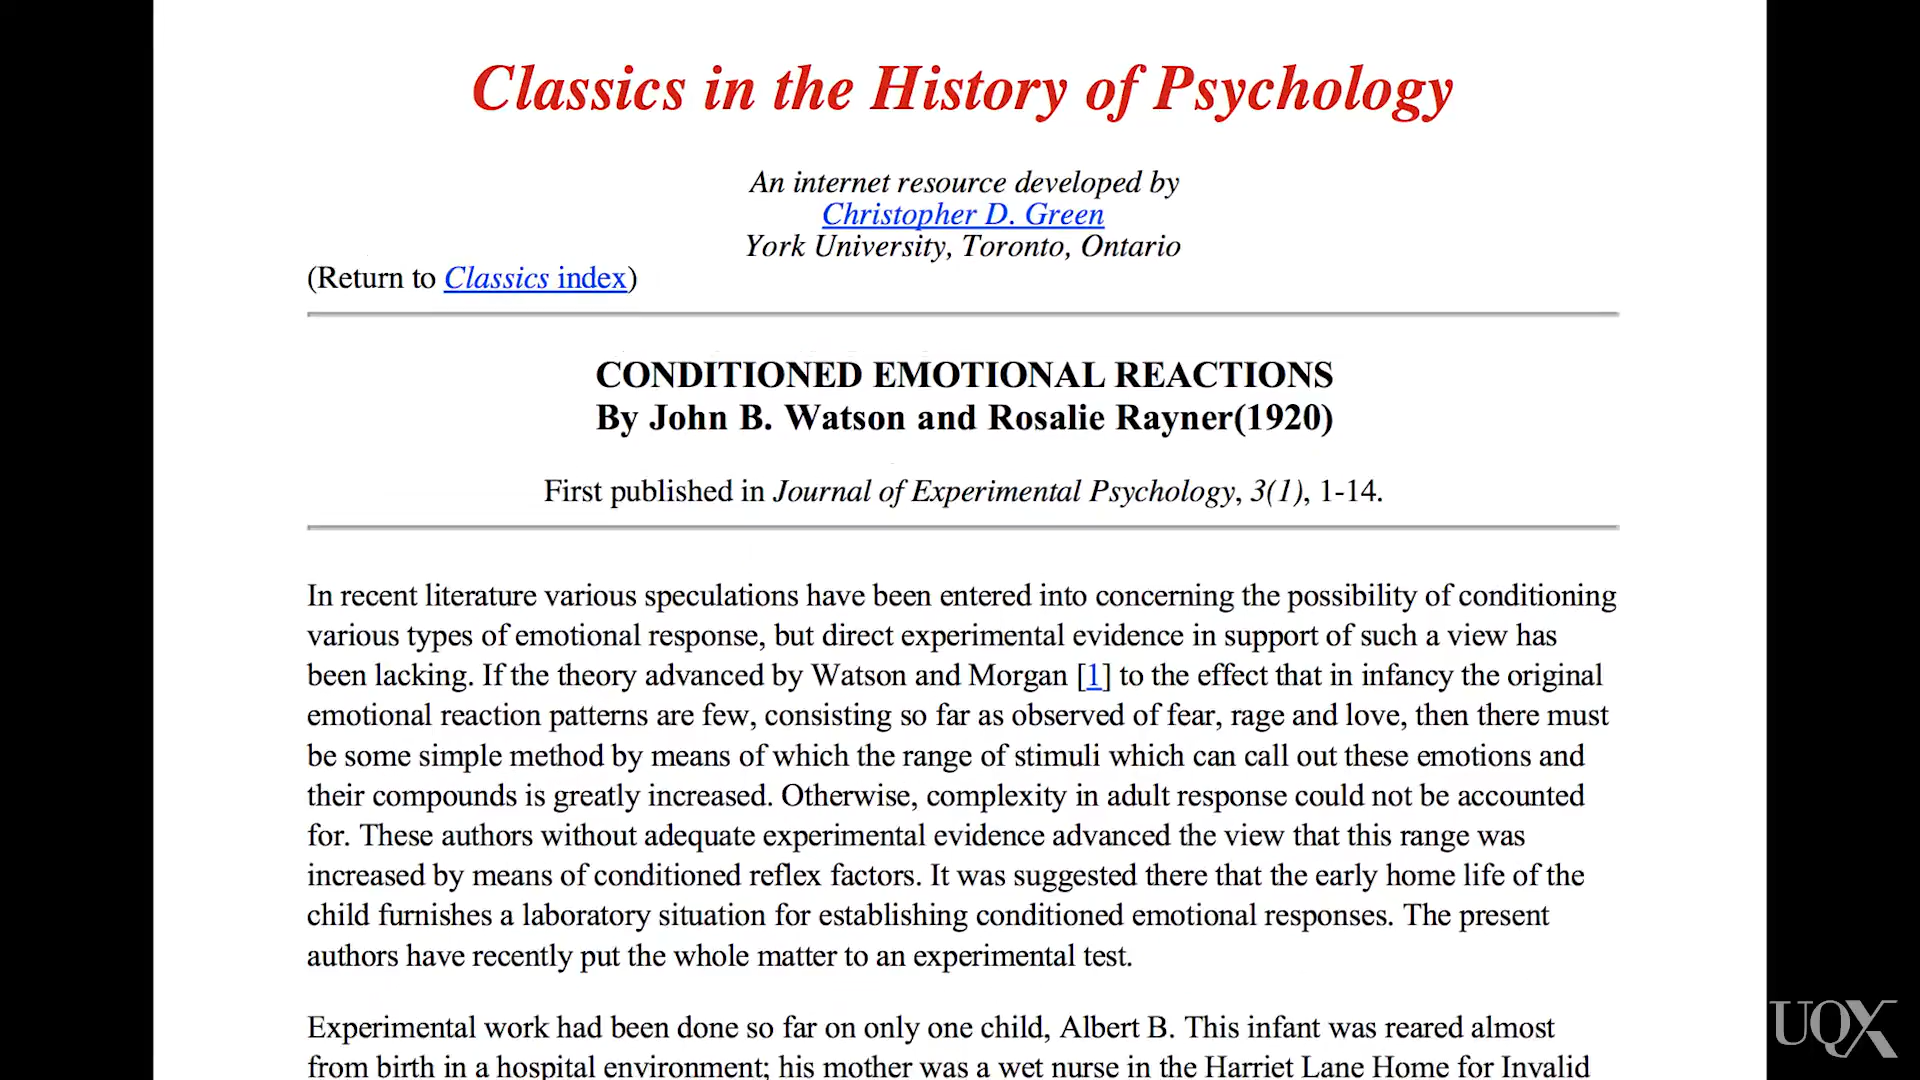 Classics in the History of Psychology
An internet resource developed by
Christopher D. Green
York University, Toronto, Ontario
(Return to Classics index)
CONDITIONED EMOTIONAL REACTIONS
By John B. Watson and Rosalie Rayner(1920)
First published in Journal of Experimental Psychology, 3(1), 1-14.
In recent literature various speculations have been entered into concerning the possibility of conditioning
various types of emotional response, but direct experimental evidence in support of such a view has
been lacking. If the theory advanced by Watson and Morgan [1] to the effect that in infancy the original
emotional reaction patterns are few, consisting so far as observed of fear, rage and love, then there must
be some simple method by means of which the range of stimuli which can call out these emotions and
their compounds is greatly increased. Otherwise, complexity in adult response could not be accounted
for. These authors without adequate experimental evidence advanced the view that this range was
increased by means of conditioned reflex factors. It was suggested there that the early home life of the
child furnishes a laboratory situation for establishing conditioned emotional responses. The present
authors have recently put the whole matter to an experimental test.
Experimental work had been done so far on only one child, Albert B. This infant was reared almost
from birth in a hospital environment; his mother was a wet nurse in the Harriet Lane Home for Invalid
UQX